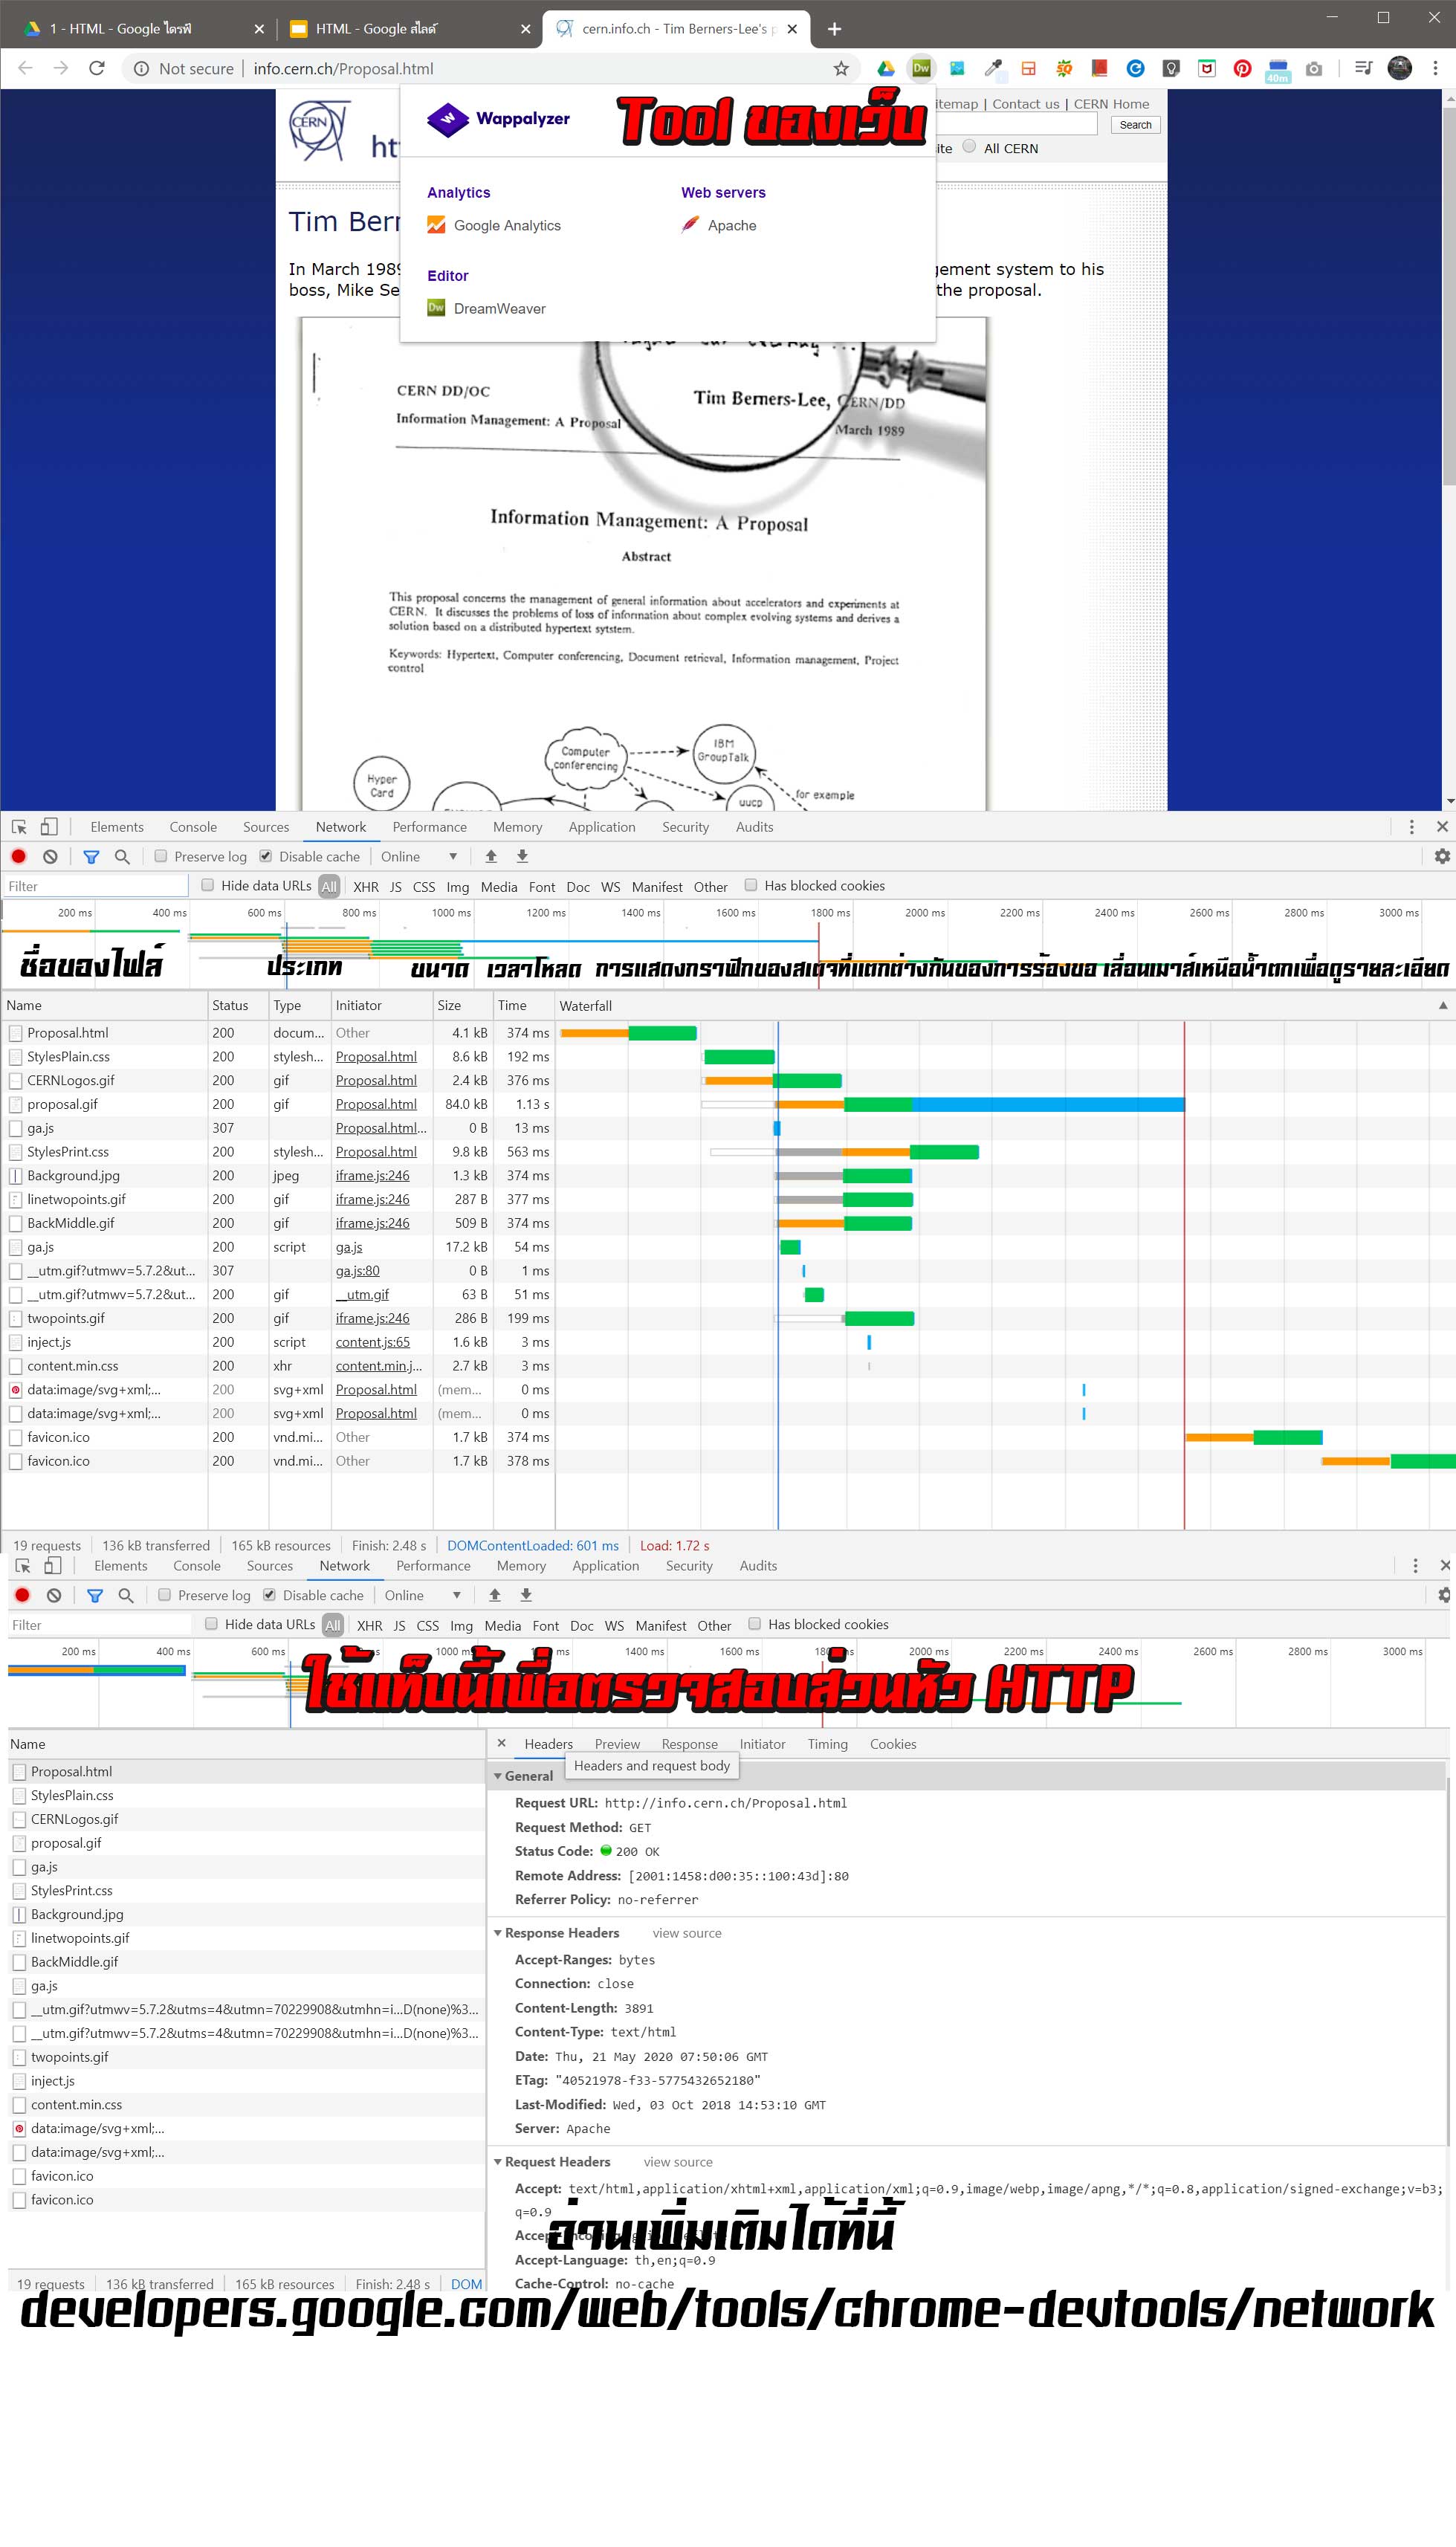 1 - HTML - Google ไดรฟ์
HTML - Google สไลด์
cern.info.ch - Tim Berners-Lee's p
Not secure | info.cern.ch/Proposal.html
40m
CERN
Wappalyzer
Tool ของเว็บ
itemap | Contact us | CERN Home
Search
ite All CERN
Analytics
Web servers
Google Analytics
Apache
Editor
DreamWeaver
Tim Ber
In March 1989
gement system to his
boss, Mike Se
the proposal.
CERN DD/OC
Tim Berners-Lee, CERN/DD
Information Management: A Proposal
March 1989
Information Management: A Proposal
Abstract
This proposal concerns the management of general information about accelerators and experiments at
CERN. It discusses the problems of loss of information about complex evolving systems and derives a
solution based on a distributed hypertext sytstem.
Keywords: Hypertext, Computer conferencing, Document retrieval, Information management, Project
control
Computer
conferencing
IBM
GroupTalk
Hyper
Card
uucp
for example
Elements Console Sources Network Performance Memory Application Security Audits
Preserve log Disable cache Online
Filter Hide data URLs All XHR JS CSS Img Media Font Doc WS Manifest Other Has blocked cookies
200 ms 400 ms 600 ms 800 ms 1000 ms 1200 ms 1400 ms 1600 ms 1800 ms 2000 ms 2200 ms 2400 ms 2600 ms 2800 ms 3000 ms
ชื่อของไฟล์ ประเภท ขนาด เวลาโหลด การแสดงกราฟิกของสเตจที่แตกต่างกันของการร้องขอ เลื่อนเมาส์เหนือน้ำตกเพื่อดูรายละเอียด
Name Status Type Initiator Size Time Waterfall
Proposal.html 200 docum... Other 4.1 kB 374 ms
StylesPlain.css 200 stylesh... Proposal.html 8.6 kB 192 ms
CERNLogos.gif 200 gif Proposal.html 2.4 kB 376 ms
proposal.gif 200 gif Proposal.html 84.0 kB 1.13 s
ga.js 307 Proposal.html... 0 B 13 ms
StylesPrint.css 200 stylesh... Proposal.html 9.8 kB 563 ms
Background.jpg 200 jpeg iframe.js:246 1.3 kB 374 ms
linetwopoints.gif 200 gif iframe.js:246 287 B 377 ms
BackMiddle.gif 200 gif iframe.js:246 509 B 374 ms
ga.js 200 script ga.js 17.2 kB 54 ms
__utm.gif?utmwv=5.7.2&ut... 307 ga.js:80 0 B 1 ms
__utm.gif?utmwv=5.7.2&ut... 200 gif __utm.gif 63 B 51 ms
twopoints.gif 200 gif iframe.js:246 286 B 199 ms
inject.js 200 script content.js:65 1.6 kB 3 ms
content.min.css 200 xhr content.min.j... 2.7 kB 3 ms
data:image/svg+xml;... 200 svg+xml Proposal.html (mem... 0 ms
data:image/svg+xml;... 200 svg+xml Proposal.html (mem... 0 ms
favicon.ico 200 vnd.mi... Other 1.7 kB 374 ms
favicon.ico 200 vnd.mi... Other 1.7 kB 378 ms
19 requests 136 kB transferred 165 kB resources Finish: 2.48 s DOMContentLoaded: 601 ms Load: 1.72 s
Elements Console Sources Network Performance Memory Application Security Audits
Preserve log Disable cache Online
Filter Hide data URLs All XHR JS CSS Img Media Font Doc WS Manifest Other Has blocked cookies
200 ms 400 ms 600 ms 1000 ms 1200 ms 1400 ms 1600 ms 2000 ms 2200 ms 2400 ms 2600 ms 2800 ms 3000 ms
ใช้แท็บนี้เพื่อตรวจสอบส่วนหัว HTTP
Name
Headers Preview Response Initiator Timing Cookies
Headers and request body
Proposal.html
StylesPlain.css
CERNLogos.gif
proposal.gif
ga.js
StylesPrint.css
Background.jpg
linetwopoints.gif
BackMiddle.gif
ga.js
__utm.gif?utmwv=5.7.2&utms=4&utmn=70229908&utmhn=i...D(none)%3...
__utm.gif?utmwv=5.7.2&utms=4&utmn=70229908&utmhn=i...D(none)%3...
twopoints.gif
inject.js
content.min.css
data:image/svg+xml;...
data:image/svg+xml;...
favicon.ico
favicon.ico
General
Request URL: http://info.cern.ch/Proposal.html
Request Method: GET
Status Code: 200 OK
Remote Address: [2001:1458:d00:35::100:43d]:80
Referrer Policy: no-referrer
Response Headers view source
Accept-Ranges: bytes
Connection: close
Content-Length: 3891
Content-Type: text/html
Date: Thu, 21 May 2020 07:50:06 GMT
ETag: "40521978-f33-5775432652180"
Last-Modified: Wed, 03 Oct 2018 14:53:10 GMT
Server: Apache
Request Headers view source
Accept: text/html,application/xhtml+xml,application/xml;q=0.9,image/webp,image/apng,*/*;q=0.8,application/signed-exchange;v=b3;
q=0.9
อ่านเพิ่มเติมได้ที่นี้
Accept-Language: th,en;q=0.9
Cache-Control: no-cache
19 requests 136 kB transferred 165 kB resources Finish: 2.48 s DOM
developers.google.com/web/tools/chrome-devtools/network